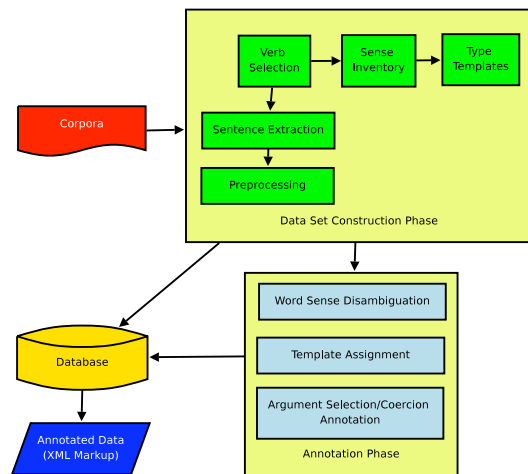 Corpora
Verb
Selection
Sense
Inventory
Type
Templates
Sentence Extraction
Preprocessing
Data Set Construction Phase
Word Sense Disambiguation
Template Assignment
Argument Selection/Coercion
Annotation
Annotation Phase
Database
Annotated Data
(XML Markup)